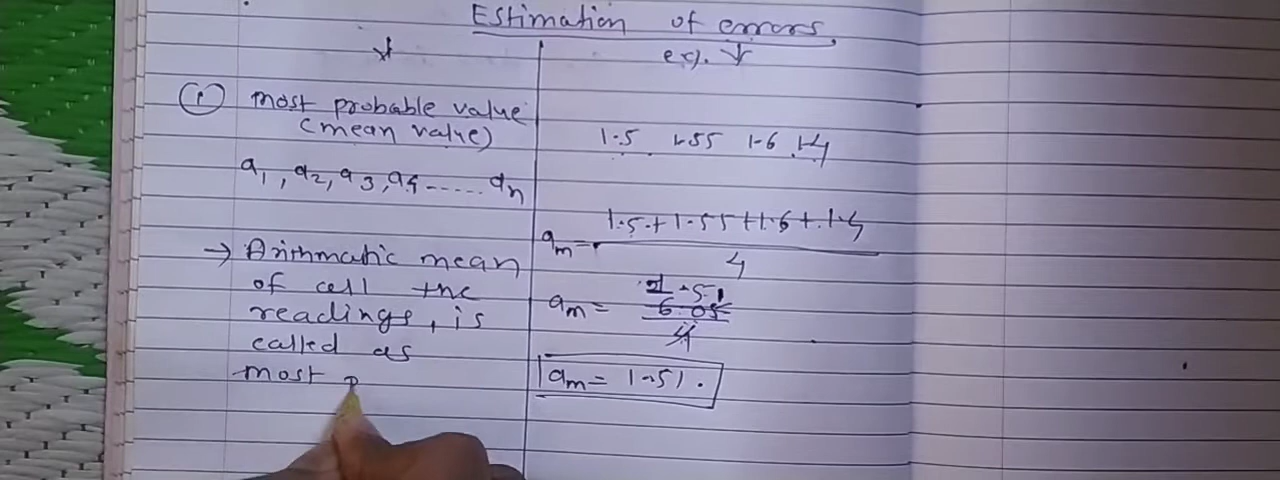 Estimation of errors,
eg. ↓
① most probable value
(mean value)
a1, a2, a3, a4 ...... an
→ Arithmatic mean
of all the
readings, is
called as
most p
1.5 1.55 1.6 1.4
am = 1.5 + 1.55 + 1.6 + 1.4
4
am = 6.05
4
am = 1.51.